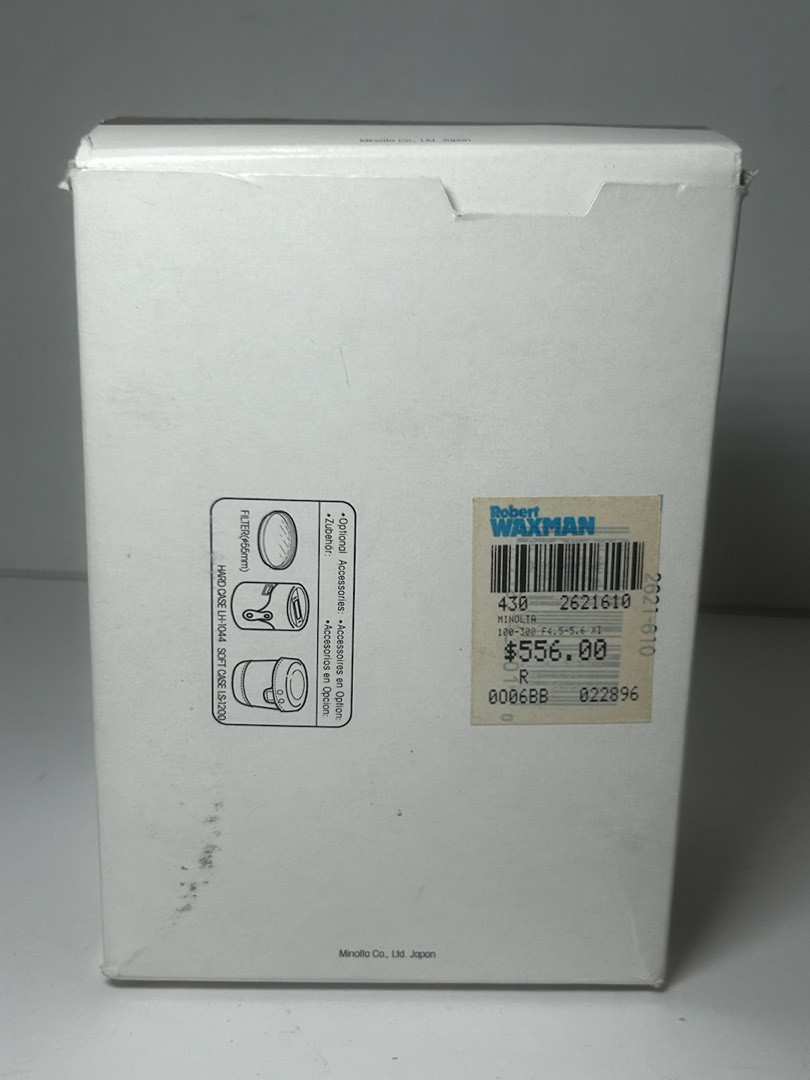 Minolta Co., Ltd. Japan
•Optional Accessories: •Accessoires en Option:
•Zubehör: •Accesorios en Opcion:
FILTER(φ55mm)
HARD CASE LH-1044 SOFT CASE LS-1200
Robert
WAXMAN
430 2621610
MINOLTA
100-300 F4.5-5.6 XI
$556.00
R
0006BB 022896
2621-610
Minolta Co., Ltd. Japan